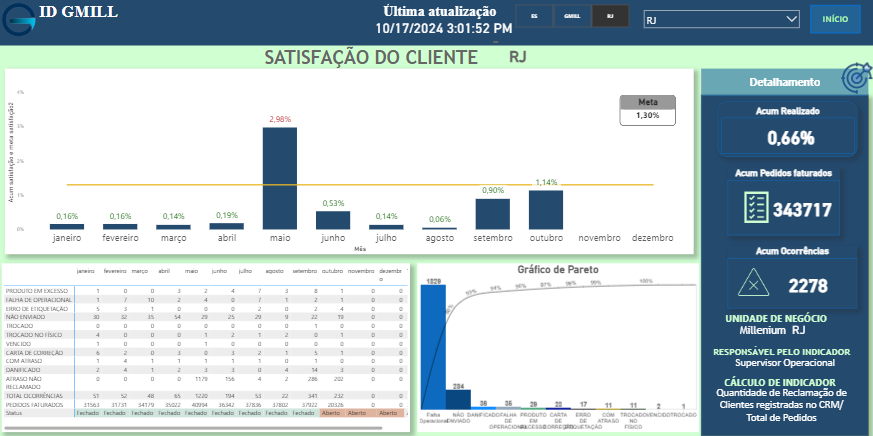 ID GMILL
Última atualização
10/17/2024 3:01:52 PM
ES
GMILL
RJ
RJ
INÍCIO
SATISFAÇÃO DO CLIENTE RJ
Acum satisfação e meta satisfação2
4%
3%
2%
1%
0%
0,16%
0,16%
0,14%
0,19%
2,98%
0,53%
0,14%
0,06%
0,90%
1,14%
Meta
1,30%
janeiro fevereiro março abril maio junho julho agosto setembro outubro novembro dezembro
Mês
Detalhamento
Acum Realizado
0,66%
Acum Pedidos faturados
343717
Acum Ocorrências
2278
UNIDADE DE NEGÓCIO
Millenium RJ
RESPONSÁVEL PELO INDICADOR
Supervisor Operacional
CÁLCULO DE INDICADOR
Quantidade de Reclamação de
Clientes registradas no CRM/
Total de Pedidos
janeiro fevereiro março abril maio junho julho agosto setembro outubro novembro dezembr
o
PRODUTO EM EXCESSO 1 0 0 3 2 4 7 3 8 1 0 0
FALHA DE OPERACIONAL 1 7 10 2 4 0 7 1 2 1 0 0
ERRO DE ETIQUETAÇÃO 5 3 1 0 0 0 2 0 2 4 0 0
NÃO ENVIADO 30 32 35 54 29 25 29 9 22 19 0 0
TROCADO 0 0 0 0 0 0 0 0 1 0 0 0
TROCADO NO FÍSICO 4 0 0 0 1 2 1 2 0 1 0 0
VENCIDO 1 0 0 0 1 0 0 0 0 0 0 0
CARTA DE CORREÇÃO 6 2 0 3 0 3 2 1 5 1 0 0
COM ATRASO 1 4 1 1 1 1 1 0 1 0 0 0
DANIFICADO 2 4 1 2 3 3 0 4 14 3 0 0
ATRASO NÃO 0 0 0 0 1179 156 4 2 286 202 0 0
RECLAMADO
TOTAL OCORRÊNCIAS 51 52 48 65 1220 194 53 22 341 232 0 0
PEDIDOS FATURADOS 31563 31731 34179 35022 40994 36342 37836 37802 37922 20326 0 0
Status Fechado Fechado Fechado Fechado Fechado Fechado Fechado Fechado Fechado Aberto Aberto Aberto
Gráfico de Pareto
1829
234
36
35
29
23
17
11
11
2
1
93%
94%
96%
97%
98%
99%
100%
Falha
Operacional
NÃO
ENVIADO
DANIFICADO
FALHA
DE
OPERACIONAL
PRODUTO
EM
EXCESSO
CARTA
DE
CORREÇÃO
ERRO
DE
ETIQUETAÇÃO
COM
ATRASO
TROCADO
NO
FÍSICO
VENCIDO
TROCADO